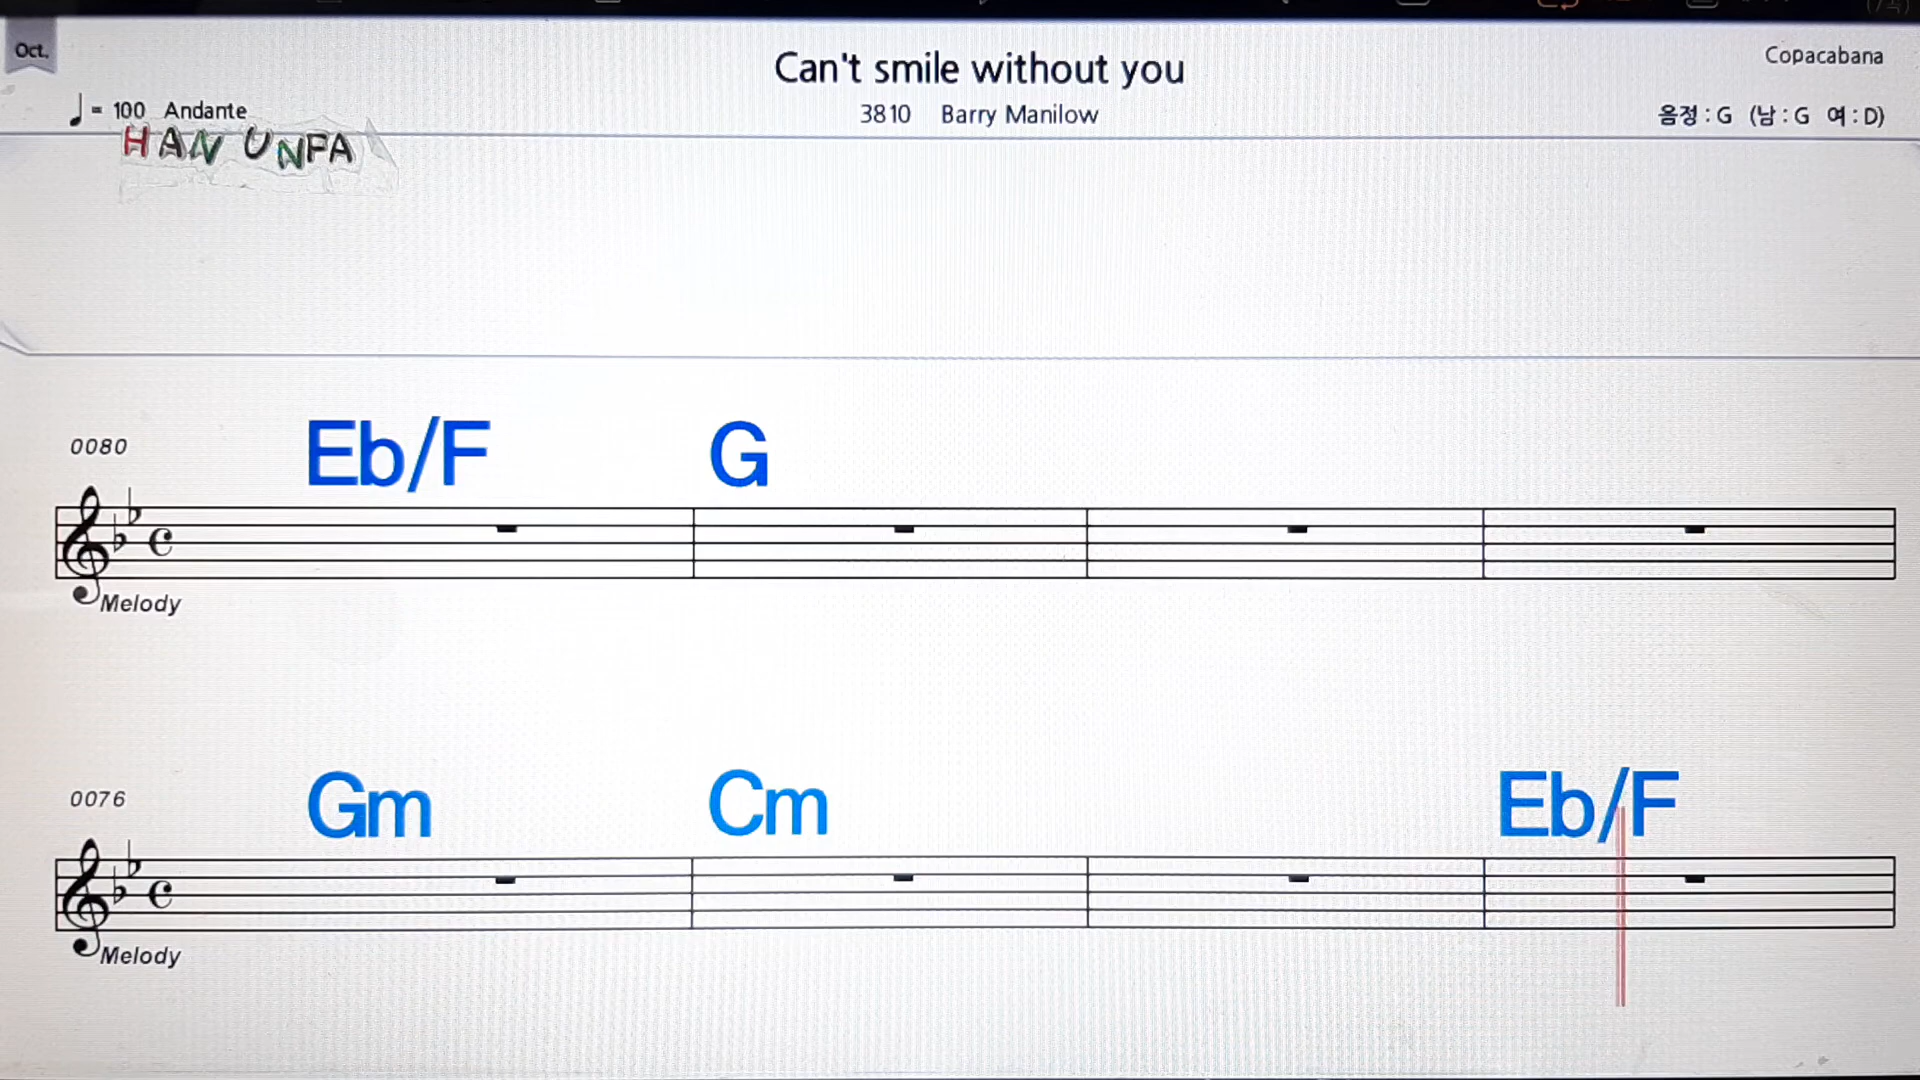 Oct.
Can't smile without you
Copacabana
= 100 Andante
3810 Barry Manilow
음정 : G (남 : G 여 : D)
HAN UNPA
0080
Eb/F G
Melody
0076
Gm Cm Eb/F
Melody